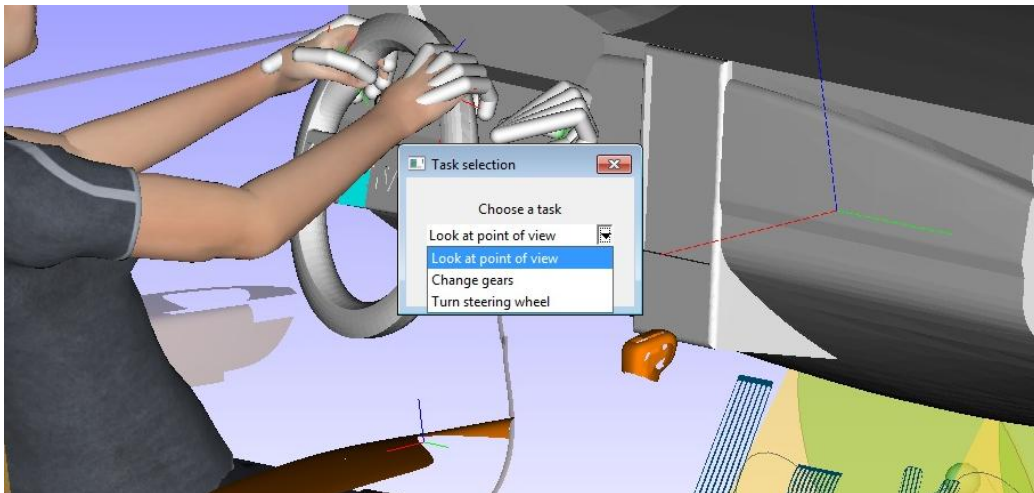 Task selection
Choose a task
Look at point of view
Look at point of view
Change gears
Turn steering wheel